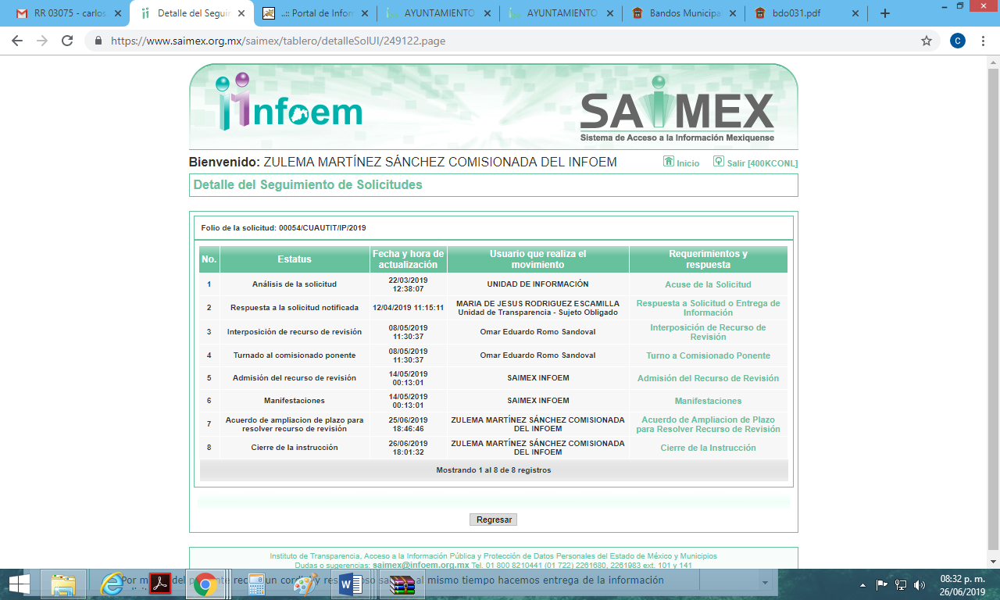 RR 03075 - carlos
Detalle del Seguin
..:: Portal de Inform
AYUNTAMIENTO
AYUNTAMIENTO
Bandos Municipa
bdo031.pdf
https://www.saimex.org.mx/saimex/tablero/detalleSolUI/249122.page
C
infoem
SAIMEX
Sistema de Acceso a la Información Mexiquense
Bienvenido: ZULEMA MARTÍNEZ SÁNCHEZ COMISIONADA DEL INFOEM
Inicio
Salir [400KCONL]
Detalle del Seguimiento de Solicitudes
Folio de la solicitud: 00054/CUAUTIT/IP/2019
No. Estatus Fecha y hora de actualización Usuario que realiza el movimiento Requerimientos y respuesta
1 Análisis de la solicitud 22/03/2019 12:38:07 UNIDAD DE INFORMACIÓN Acuse de la Solicitud
2 Respuesta a la solicitud notificada 12/04/2019 11:15:11 MARIA DE JESUS RODRIGUEZ ESCAMILLA Unidad de Transparencia - Sujeto Obligado Respuesta a Solicitud o Entrega de Información
3 Interposición de recurso de revisión 08/05/2019 11:30:37 Omar Eduardo Romo Sandoval Interposición de Recurso de Revisión
4 Turnado al comisionado ponente 08/05/2019 11:30:37 Omar Eduardo Romo Sandoval Turno a Comisionado Ponente
5 Admisión del recurso de revisión 14/05/2019 00:13:01 SAIMEX INFOEM Admisión del Recurso de Revisión
6 Manifestaciones 14/05/2019 00:13:01 SAIMEX INFOEM Manifestaciones
7 Acuerdo de ampliacion de plazo para resolver recurso de revisión 25/06/2019 18:46:46 ZULEMA MARTÍNEZ SÁNCHEZ COMISIONADA DEL INFOEM Acuerdo de Ampliacion de Plazo para Resolver Recurso de Revisión
8 Cierre de la instrucción 26/06/2019 18:01:32 ZULEMA MARTÍNEZ SÁNCHEZ COMISIONADA DEL INFOEM Cierre de la Instrucción
Mostrando 1 al 8 de 8 registros
Regresar
Instituto de Transparencia, Acceso a la Información Pública y Protección de Datos Personales del Estado de México y Municipios
Dudas o sugerencias: saimex@infoem.org.mx Tel. 01 800 8210441 (01 722) 2261680, 2261983 ext. 101 y 141
Por m del p te rec un cord y res oso sa al mismo tiempo hacemos entrega de la información
08:32 p. m.
26/06/2019